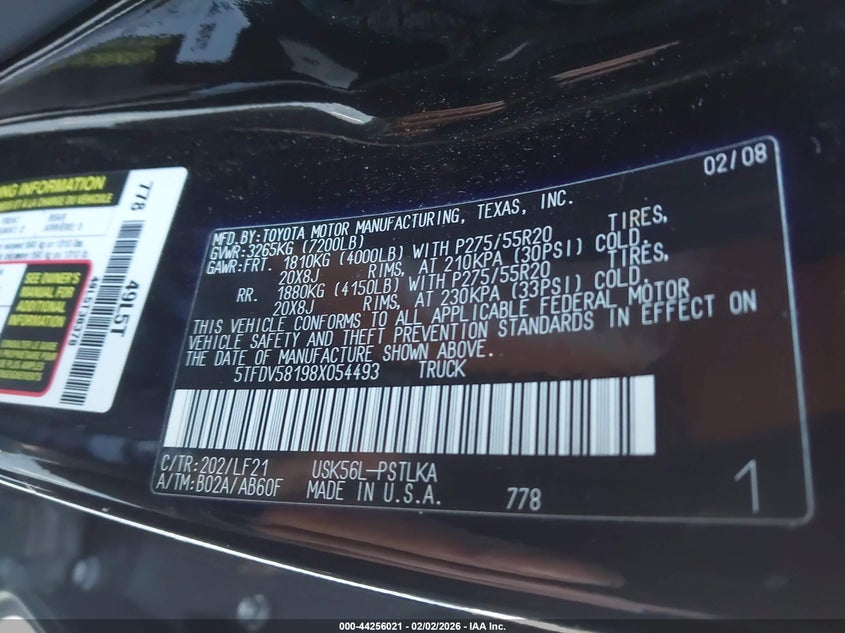 NING INFORMATION
778
49L5T
SEE OWNER'S
MANUAL FOR
ADDITIONAL
INFORMATION
02/08
MFD.BY:TOYOTA MOTOR MANUFACTURING, TEXAS, INC.
GVWR:3265KG (7200LB)
GAWR:FRT. 1810KG (4000LB) WITH P275/55R20 TIRES,
20X8J RIMS, AT 210KPA (30PSI) COLD.
RR. 1880KG (4150LB) WITH P275/55R20 TIRES,
20X8J RIMS, AT 230KPA (33PSI) COLD.
THIS VEHICLE CONFORMS TO ALL APPLICABLE FEDERAL MOTOR
VEHICLE SAFETY AND THEFT PREVENTION STANDARDS IN EFFECT ON
THE DATE OF MANUFACTURE SHOWN ABOVE.
5TFDV58198X054493 TRUCK
C/TR:202/LF21 USK56L-PSTLKA
A/TM:B02A/AB60F MADE IN U.S.A. 778
1
000-44256021 - 02/02/2026 - IAA Inc.